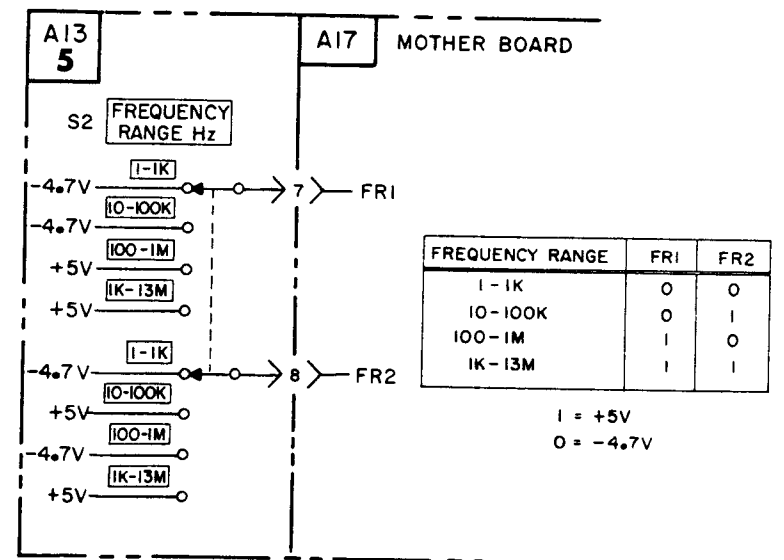 A13
5
A17 MOTHER BOARD
S2 FREQUENCY
RANGE Hz
1-1K
-4.7V
7 FR1
10-100K
-4.7V
100-1M
+5V
1K-13M
+5V
1-1K
-4.7V
8 FR2
10-100K
+5V
100-1M
-4.7V
1K-13M
+5V
FREQUENCY RANGE FR1 FR2
1-1K 0 0
10-100K 0 1
100-1M 1 0
1K-13M 1 1
1 = +5V
0 = -4.7V